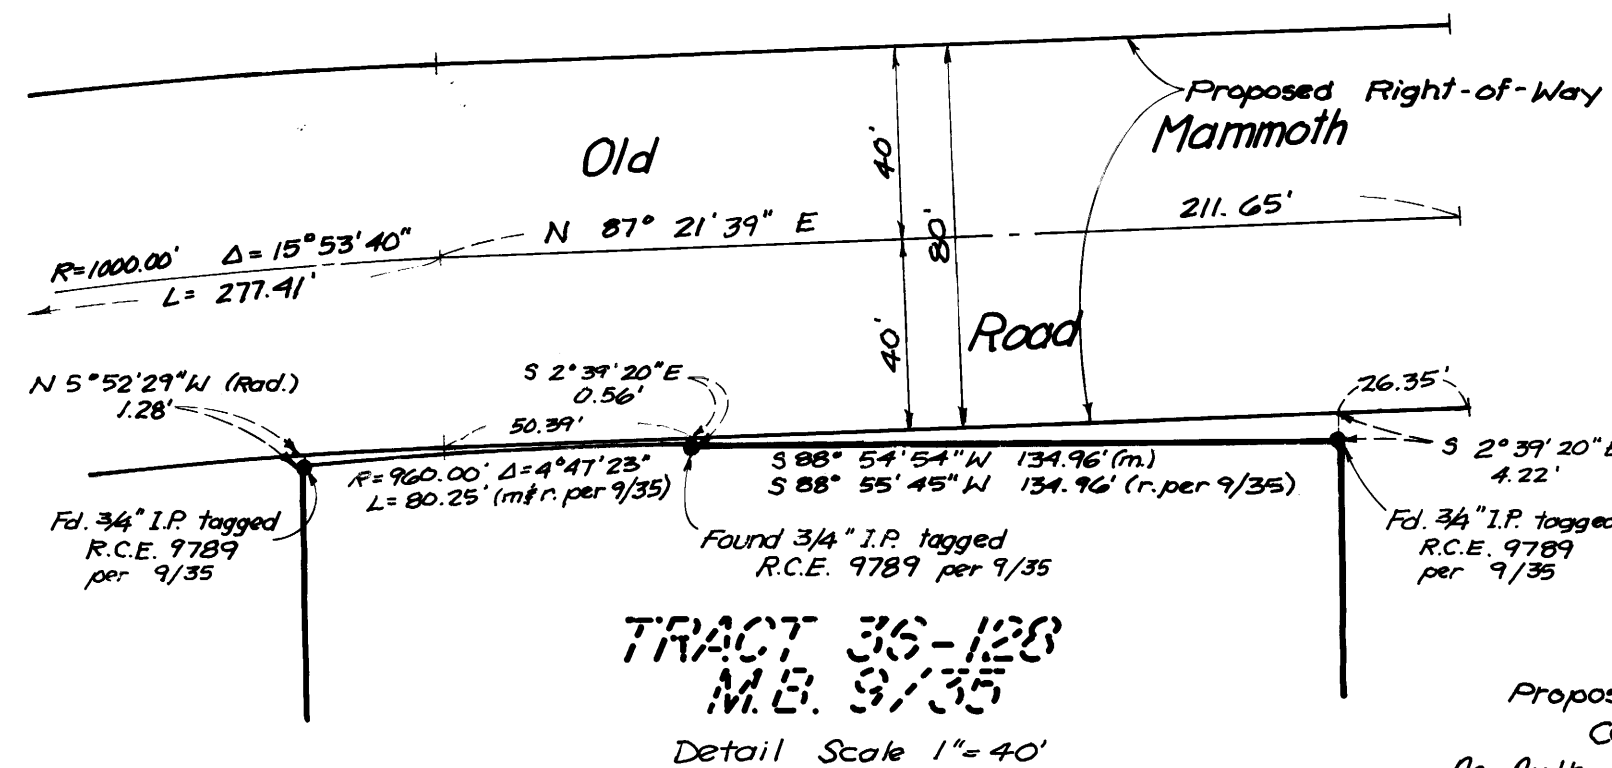 Proposed Right-of-Way
Old
Mammoth
40'
80'
211.65'
N 87° 21' 39" E
R=1000.00' Δ=15°53'40"
L= 277.41'
40'
Road
N 5°52'29"W (Rad.)
1.28'
S 2°39'20"E
0.56'
50.39'
26.35'
R=960.00' Δ=4°47'23"
L=80.25' (m&r. per 9/35)
S 88° 54' 54" W 134.96' (m.)
S 88° 55' 45" W 134.96' (r. per 9/35)
S 2°39'20" E
4.22'
Fd. 3/4" I.P. tagged
R.C.E. 9789
per 9/35
Found 3/4" I.P. tagged
R.C.E. 9789 per 9/35
Fd. 3/4" I.P. tagged
R.C.E. 9789
per 9/35
TRACT 36-128
M.B. 9/35
Detail Scale 1"=40'
Propos